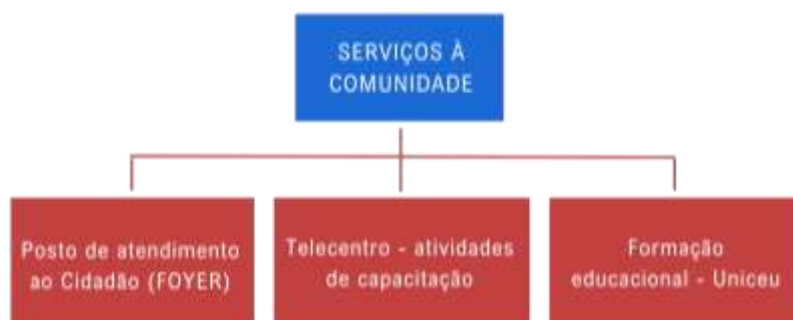 SERVIÇOS À
COMUNIDADE
Posto de atendimento
ao Cidadão (FOYER)
Telecentro - atividades
de capacitação
Formação
educacional - Uniceu